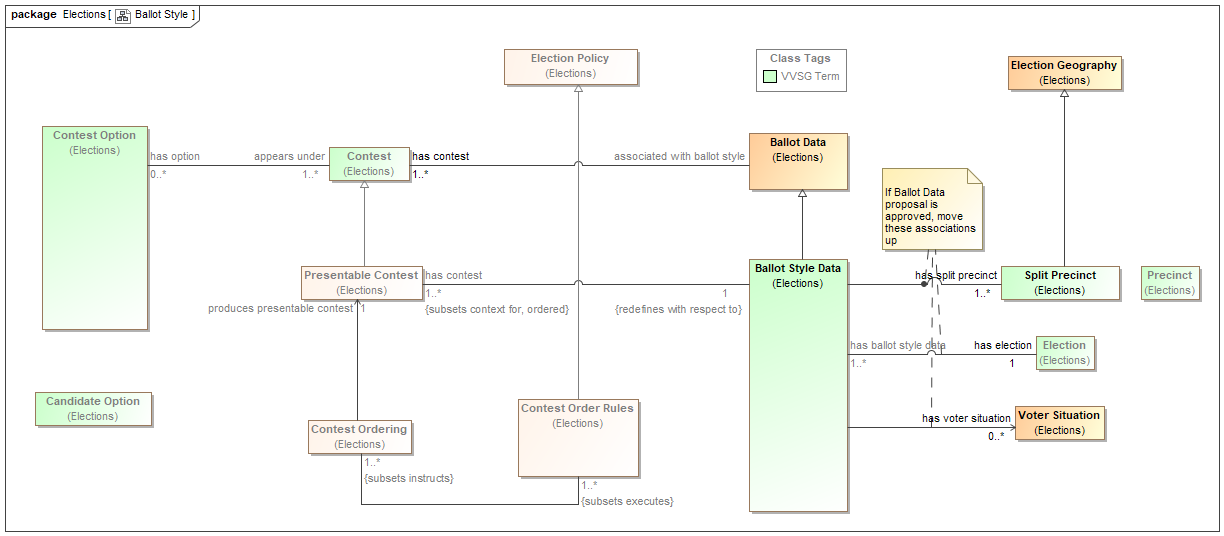 package Elections [ Ballot Style ]
Election Policy
(Elections)
Class Tags
VVSG Term
Election Geography
(Elections)
Contest Option
(Elections)
has option
0..*
appears under
1..*
Contest
(Elections)
has contest
1..*
associated with ballot style
Ballot Data
(Elections)
If Ballot Data
proposal is
approved, move
these associations
up
Presentable Contest
(Elections)
has contest
1..*
{subsets context for, ordered}
1
{redefines with respect to}
Ballot Style Data
(Elections)
has split precinct
1..*
Split Precinct
(Elections)
Precinct
(Elections)
produces presentable contest
1
has ballot style data
1..*
has election
1
Election
(Elections)
Candidate Option
(Elections)
Contest Ordering
(Elections)
1..*
{subsets instructs}
Contest Order Rules
(Elections)
1..*
{subsets executes}
has voter situation
0..*
Voter Situation
(Elections)